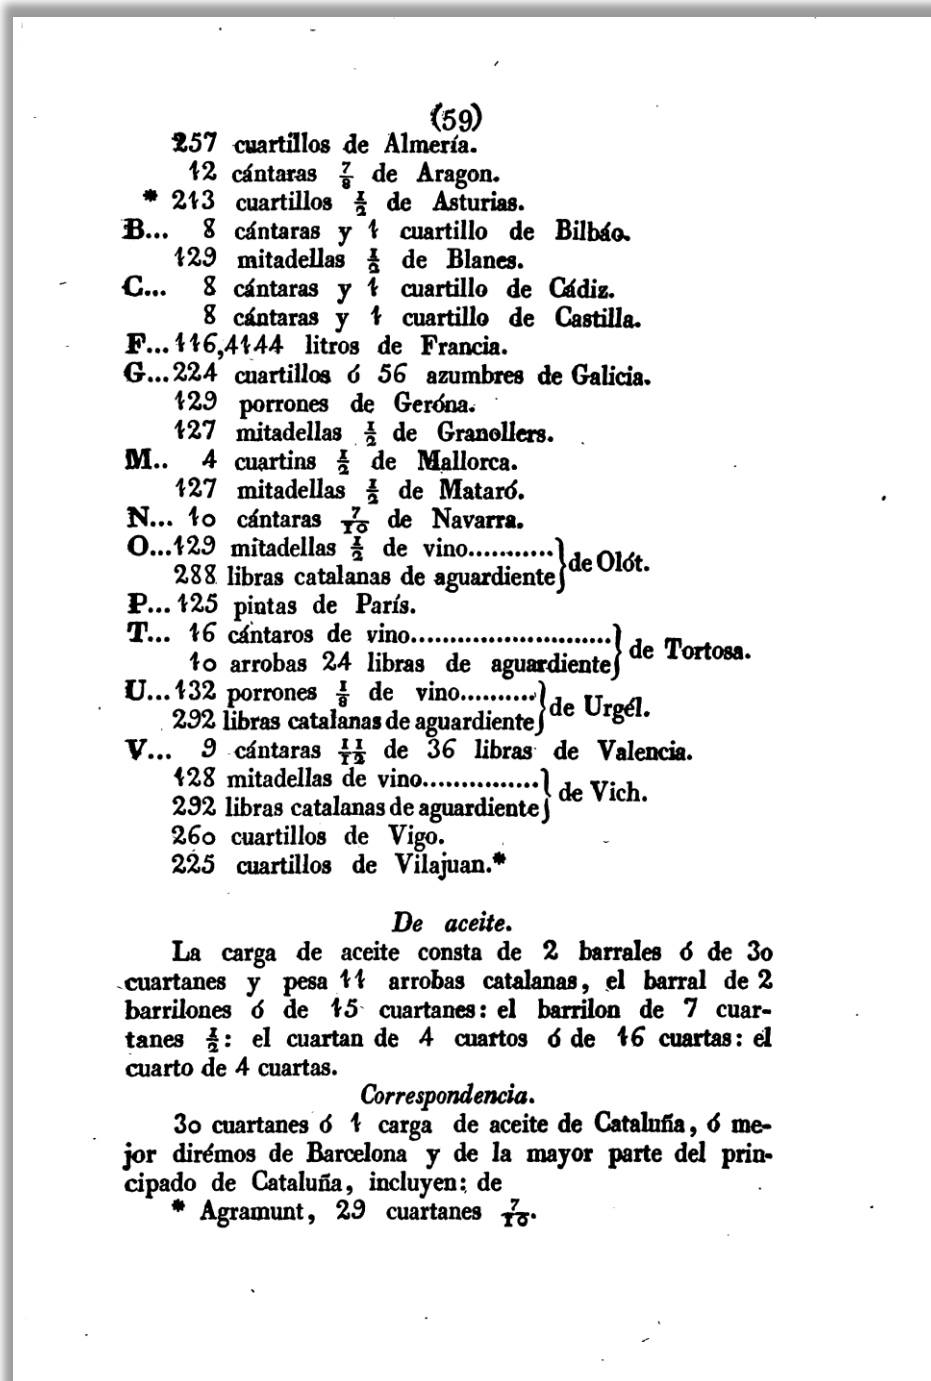 (59)
257 cuartillos de Almería.
12 cántaras 7/8 de Aragon.
* 213 cuartillos 1/2 de Asturias.
B... 8 cántaras y 1 cuartillo de Bilbáo.
129 mitadellas 1/2 de Blanes.
C... 8 cántaras y 1 cuartillo de Cádiz.
8 cántaras y 1 cuartillo de Castilla.
F...116,4144 litros de Francia.
G...224 cuartillos ó 56 azumbres de Galicia.
129 porrones de Geróna.
127 mitadellas 1/2 de Granollers.
M.. 4 cuartins 1/2 de Mallorca.
127 mitadellas 1/2 de Mataró.
N... 10 cántaras 7/10 de Navarra.
O...129 mitadellas 1/2 de vino...........
288 libras catalanas de aguardiente } de Olót.
P...125 pintas de París.
T... 16 cántaros de vino..........................
10 arrobas 24 libras de aguardiente } de Tortosa.
U...132 porrones 1/8 de vino..........
292 libras catalanas de aguardiente } de Urgél.
V... 9 cántaras 11/12 de 36 libras de Valencia.
128 mitadellas de vino...............
292 libras catalanas de aguardiente } de Vich.
260 cuartillos de Vigo.
225 cuartillos de Vilajuan.*
De aceite.
La carga de aceite consta de 2 barrales ó de 30
cuartanes y pesa 11 arrobas catalanas, el barral de 2
barrilones ó de 15 cuartanes: el barrilon de 7 cuar-
tanes 1/2: el cuartan de 4 cuartos ó de 16 cuartas: el
cuarto de 4 cuartas.
Correspondencia.
30 cuartanes ó 1 carga de aceite de Cataluña, ó me-
jor dirémos de Barcelona y de la mayor parte del prin-
cipado de Cataluña, incluyen: de
* Agramunt, 29 cuartanes 7/10.